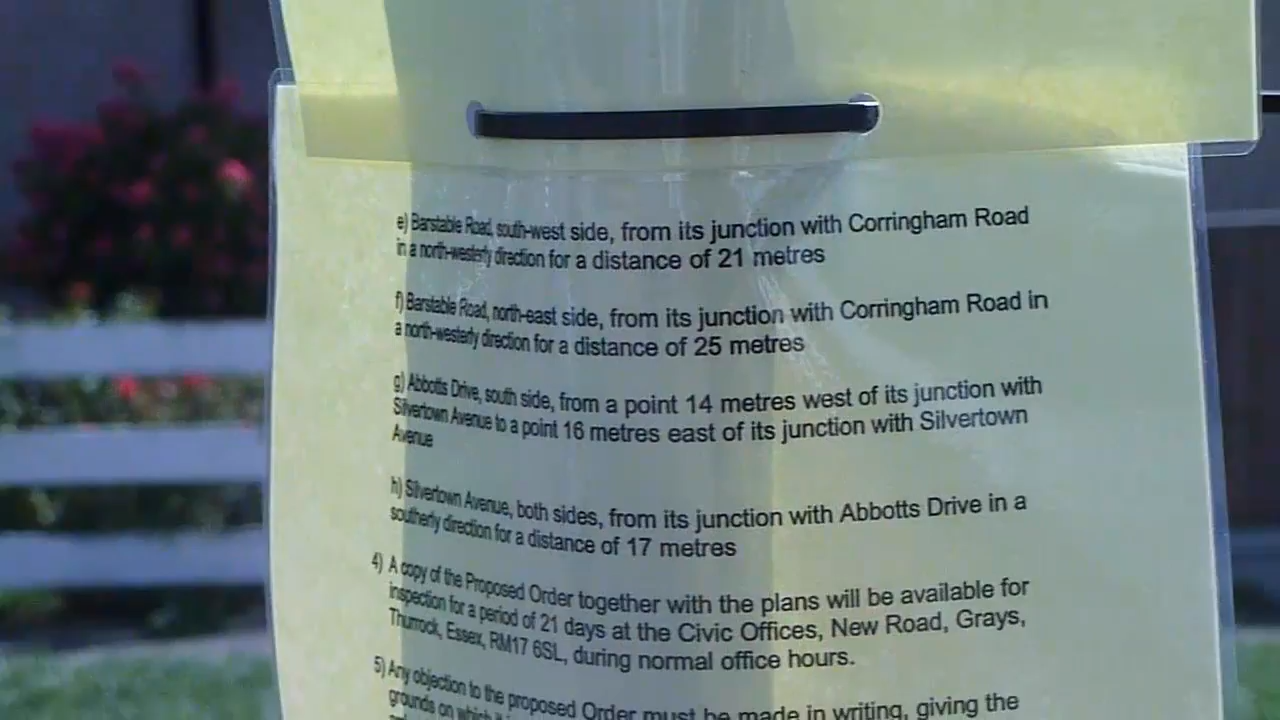 e) Barstable Road, south-west side, from its junction with Corringham Road
in a north-westerly direction for a distance of 21 metres
f) Barstable Road, north-east side, from its junction with Corringham Road in
a north-westerly direction for a distance of 25 metres
g) Abbotts Drive, south side, from a point 14 metres west of its junction with
Silvertown Avenue to a point 16 metres east of its junction with Silvertown
Avenue
h) Silvertown Avenue, both sides, from its junction with Abbotts Drive in a
southerly direction for a distance of 17 metres
4) A copy of the Proposed Order together with the plans will be available for
inspection for a period of 21 days at the Civic Offices, New Road, Grays,
Thurrock, Essex, RM17 6SL, during normal office hours.
5) Any objection to the proposed Order must be made in writing, giving the
grounds on which